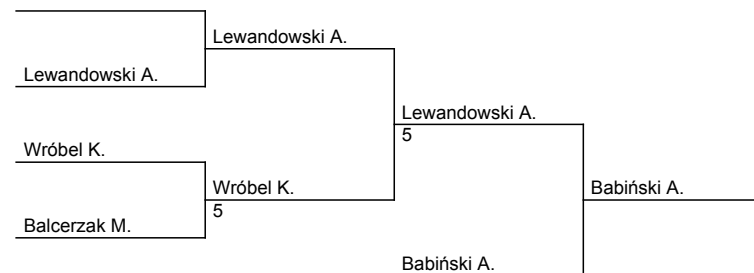 Lewandowski A.
Lewandowski A.
Wróbel K.
Wróbel K.
5
Balcerzak M.
Lewandowski A.
5
Babiński A.
Babiński A.